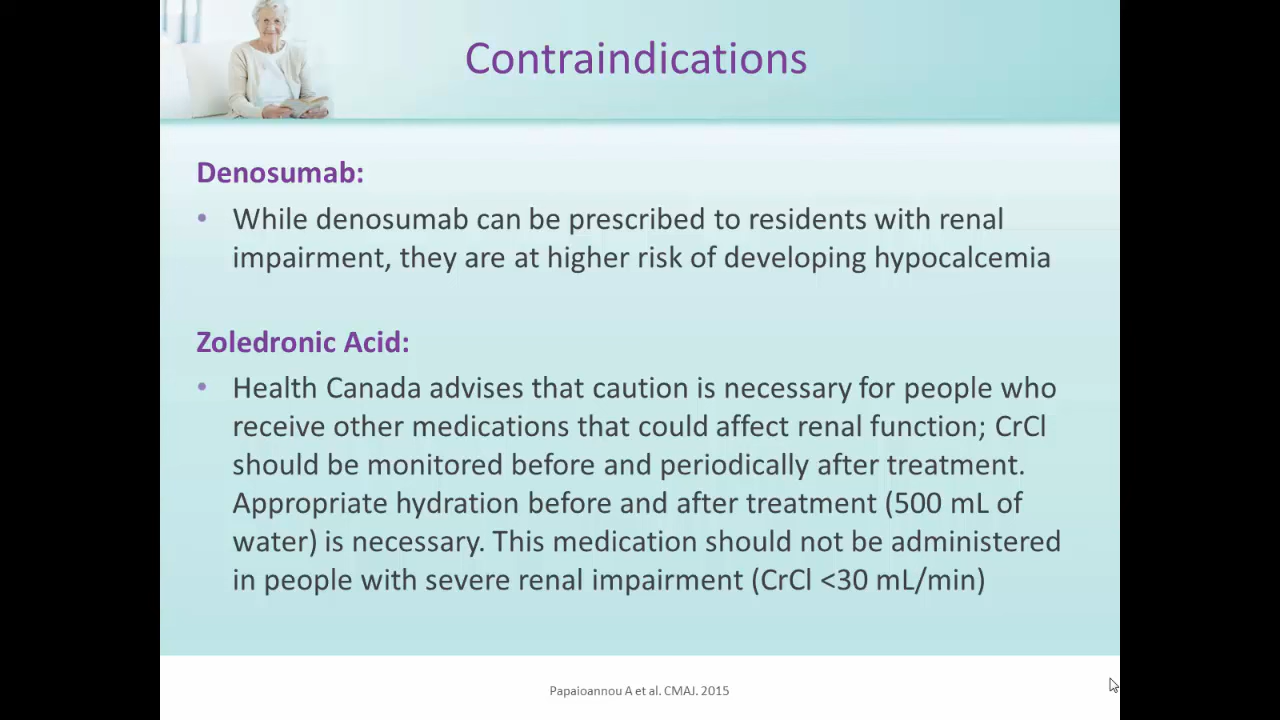 Contraindications
Denosumab:
• While denosumab can be prescribed to residents with renal
impairment, they are at higher risk of developing hypocalcemia
Zoledronic Acid:
• Health Canada advises that caution is necessary for people who
receive other medications that could affect renal function; CrCl
should be monitored before and periodically after treatment.
Appropriate hydration before and after treatment (500 mL of
water) is necessary. This medication should not be administered
in people with severe renal impairment (CrCl <30 mL/min)
Papaioannou A et al. CMAJ. 2015